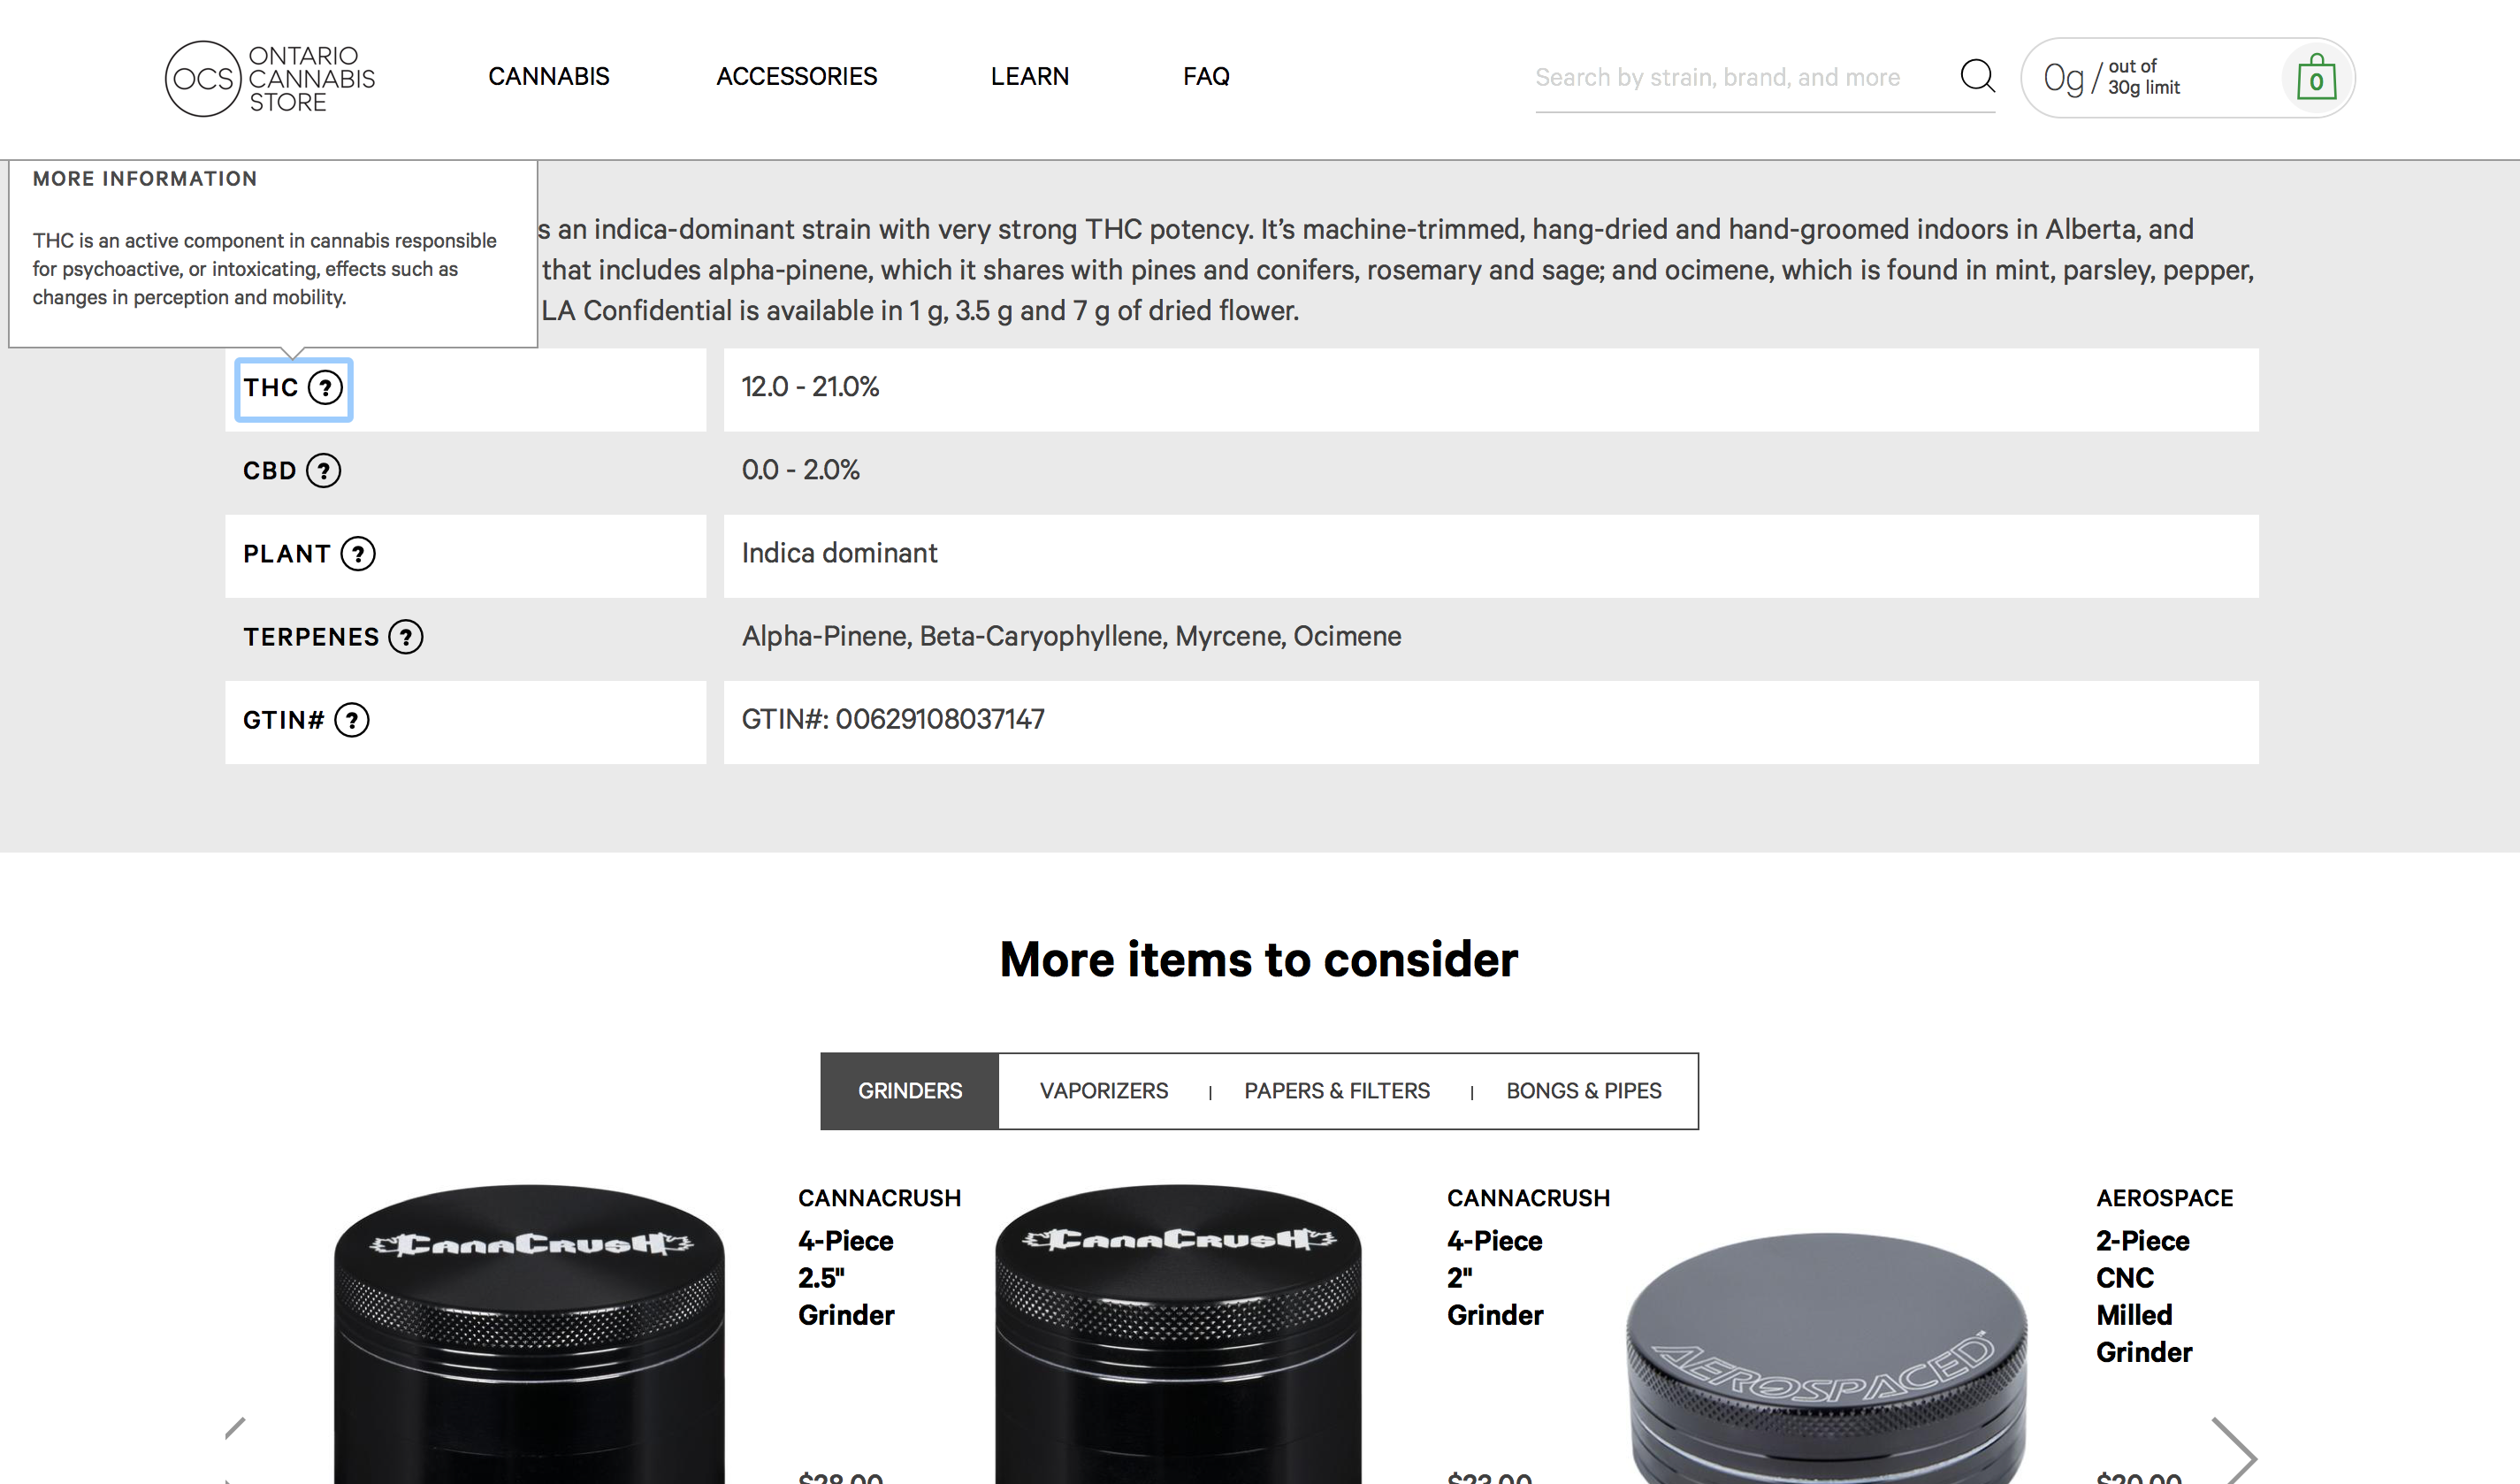 OCS
ONTARIO
CANNABIS
STORE
CANNABIS
ACCESSORIES
LEARN
FAQ
Search by strain, brand, and more
0g / out of
30g limit
0
MORE INFORMATION
THC is an active component in cannabis responsible
for psychoactive, or intoxicating, effects such as
changes in perception and mobility.
s an indica-dominant strain with very strong THC potency. It’s machine-trimmed, hang-dried and hand-groomed indoors in Alberta, and
that includes alpha-pinene, which it shares with pines and conifers, rosemary and sage; and ocimene, which is found in mint, parsley, pepper,
LA Confidential is available in 1 g, 3.5 g and 7 g of dried flower.
THC ? 12.0 - 21.0%
CBD ? 0.0 - 2.0%
PLANT ? Indica dominant
TERPENES ? Alpha-Pinene, Beta-Caryophyllene, Myrcene, Ocimene
GTIN# ? GTIN#: 00629108037147
More items to consider
GRINDERS
VAPORIZERS | PAPERS & FILTERS | BONGS & PIPES
CANACRUSH
CANNACRUSH
4-Piece
2.5"
Grinder
$28.00
CANACRUSH
CANNACRUSH
4-Piece
2"
Grinder
$23.00
AEROSPACED
AEROSPACE
2-Piece
CNC
Milled
Grinder
$20.00